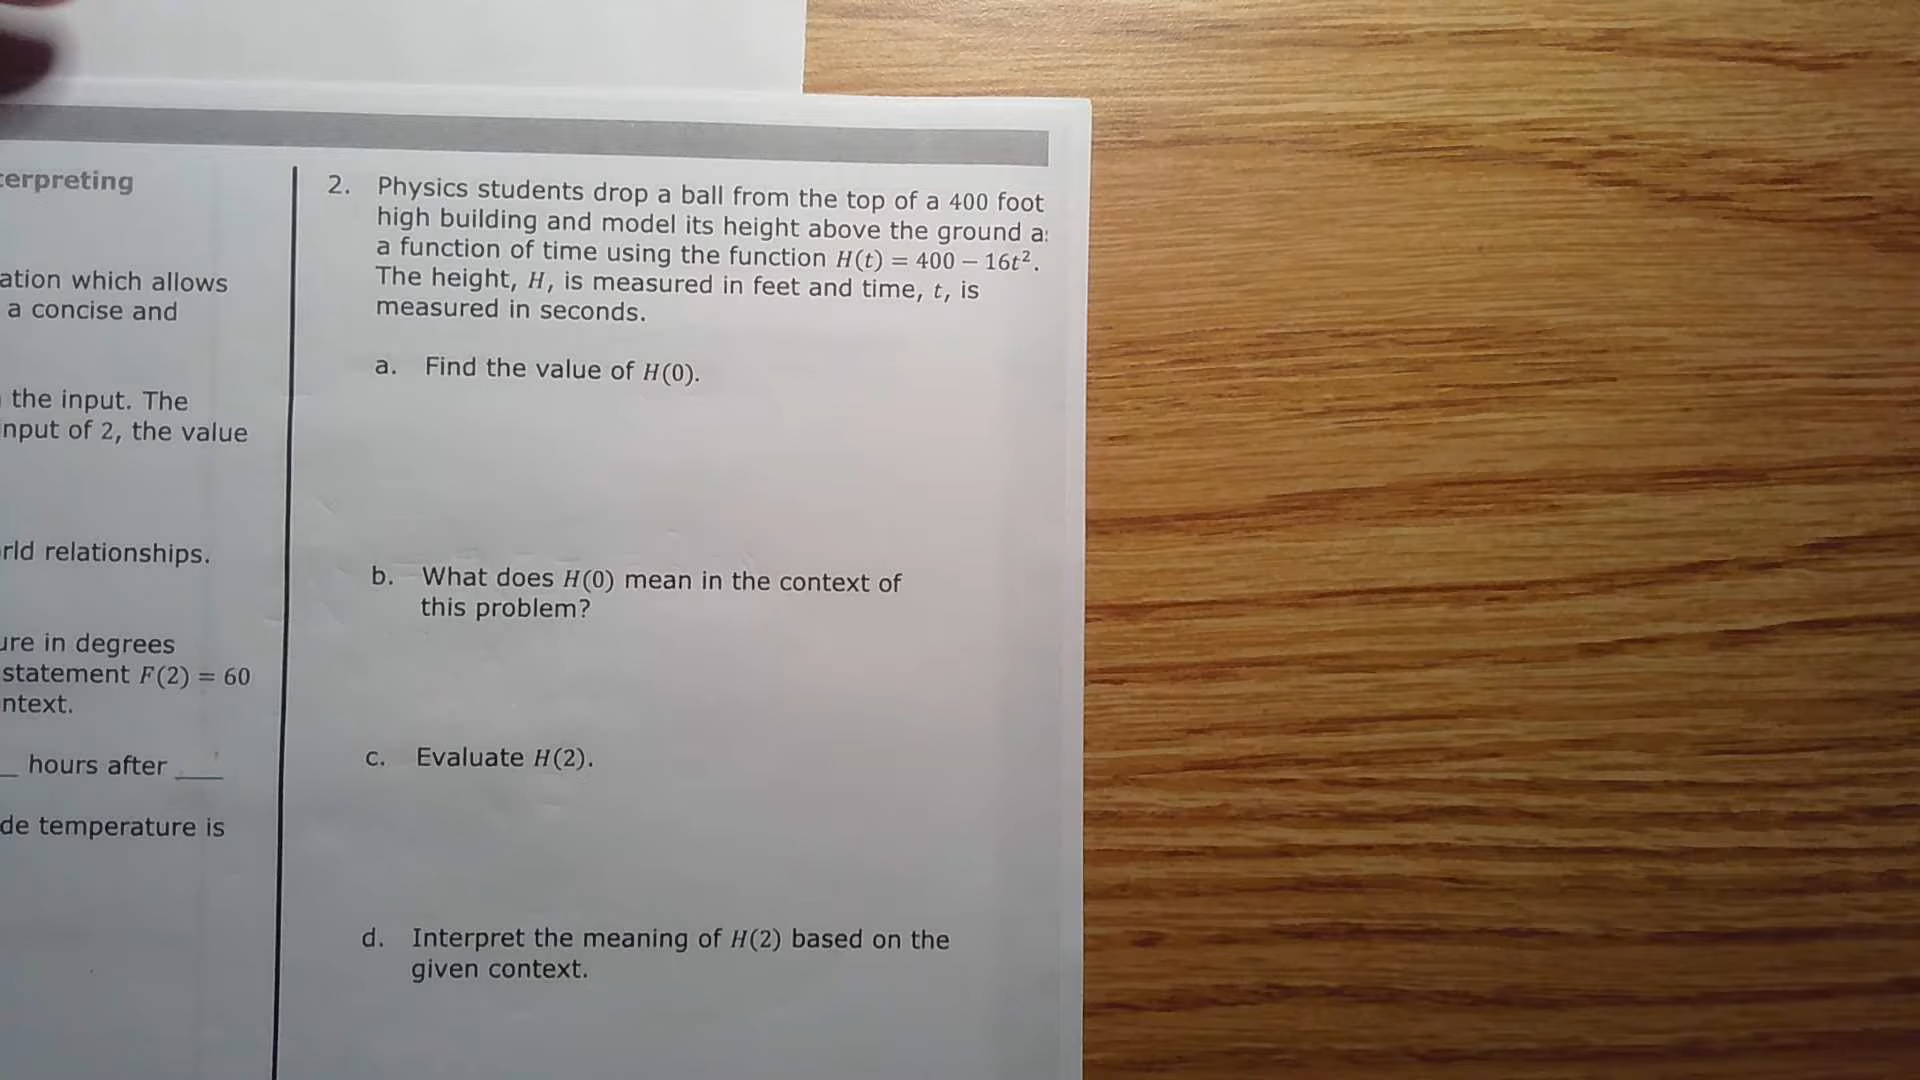 erpreting
ation which allows
a concise and
the input. The
input of 2, the value
rld relationships.
ure in degrees
statement F(2) = 60
ntext.
__ hours after ____
de temperature is
2. Physics students drop a ball from the top of a 400 foot
high building and model its height above the ground as
a function of time using the function H(t) = 400 – 16t².
The height, H, is measured in feet and time, t, is
measured in seconds.
a. Find the value of H(0).
b. What does H(0) mean in the context of
this problem?
c. Evaluate H(2).
d. Interpret the meaning of H(2) based on the
given context.